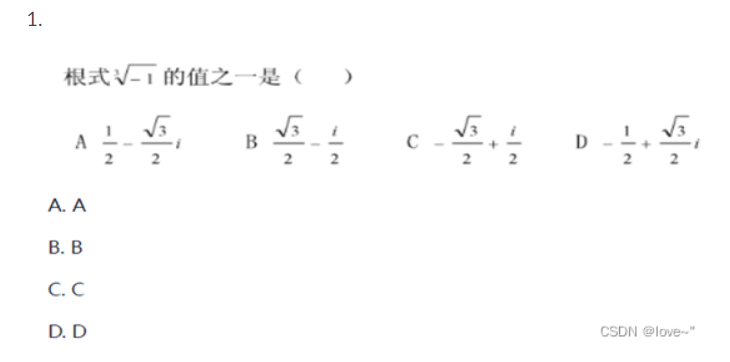 1.
根式∛-1 的值之一是（ ）
A 1/2 - √3/2 i B √3/2 - i/2 C - √3/2 + i/2 D - 1/2 + √3/2 i
A. A
B. B
C. C
D. D
CSDN @love~"